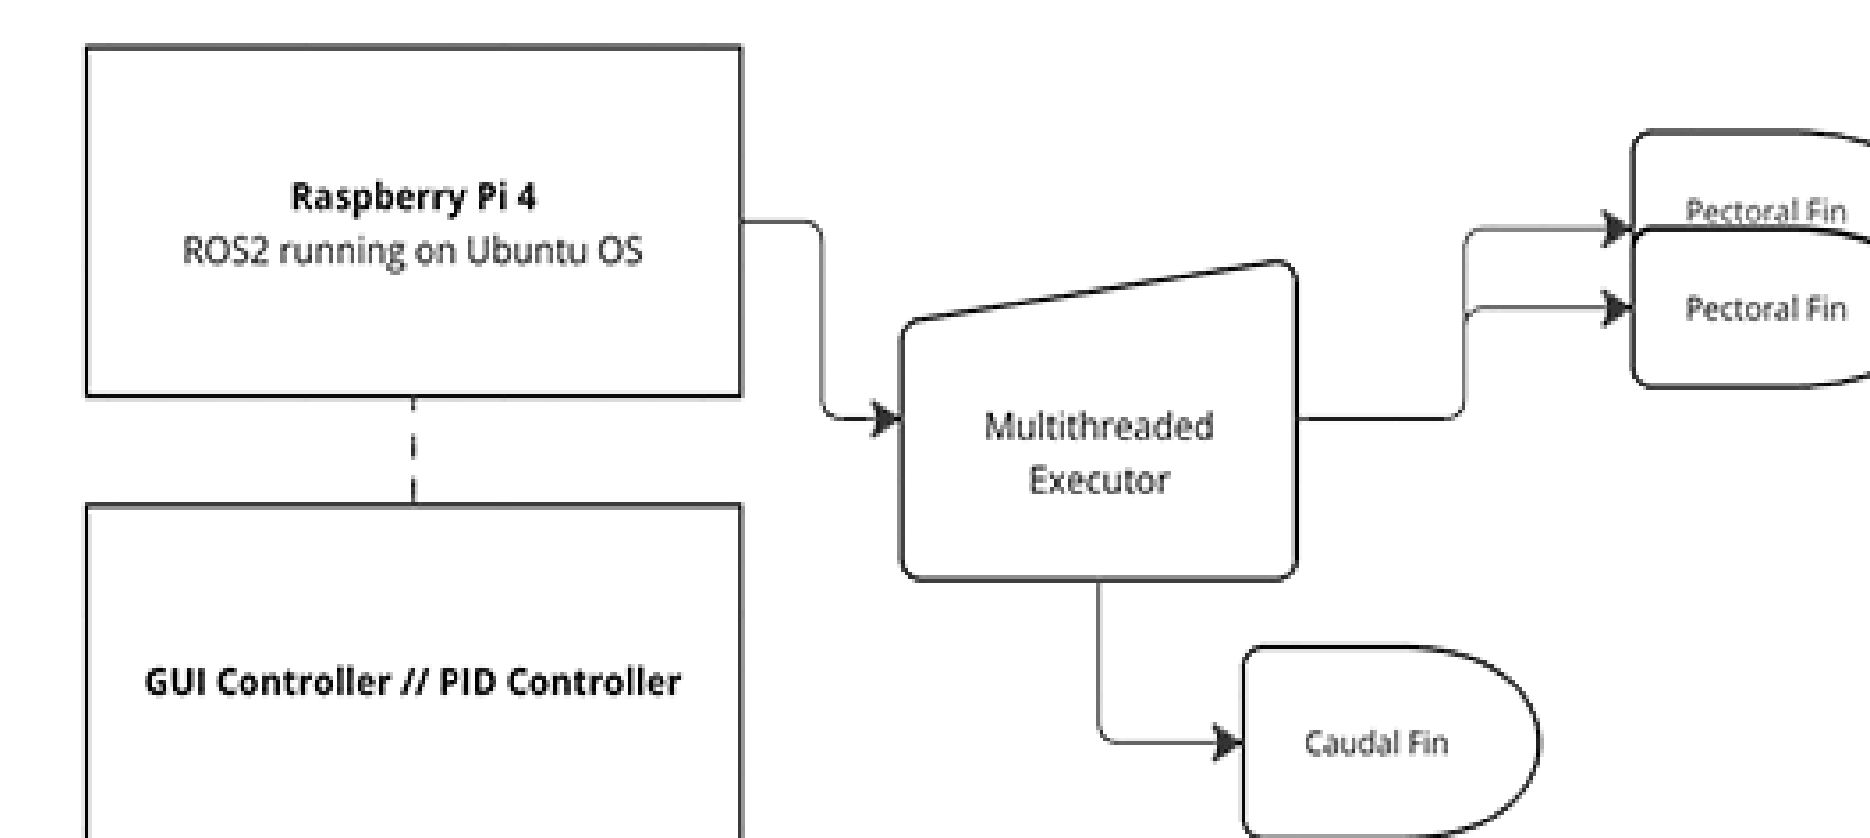 Raspberry Pi 4
ROS2 running on Ubuntu OS
Pectoral Fin
Pectoral Fin
Multithreaded
Executor
GUI Controller // PID Controller
Caudal Fin